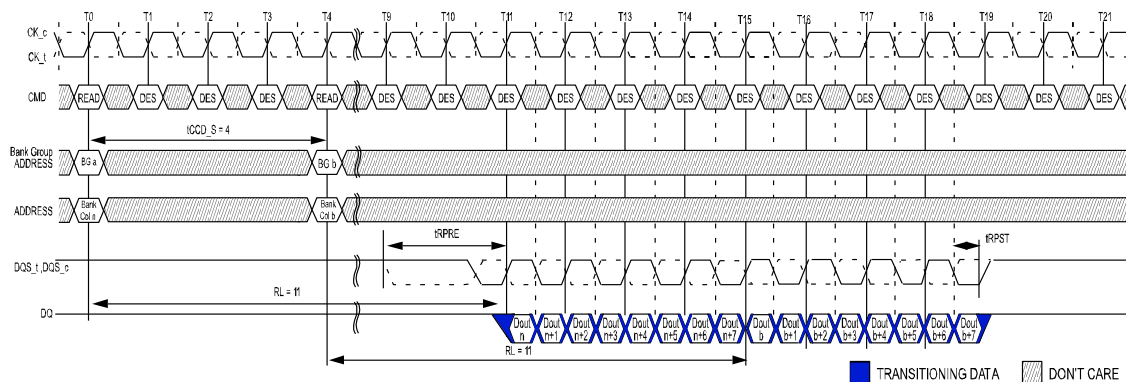 T0 T1 T2 T3 T4 T9 T10 T11 T12 T13 T14 T15 T16 T17 T18 T19 T20 T21
CK_c
CK_t
CMD READ DES DES DES READ DES DES DES DES DES DES DES DES DES DES DES DES DES
tCCD_S = 4
Bank Group
ADDRESS BG a BG b
ADDRESS Bank Col n Bank Col b
tRPRE tRPST
DQS_t ,DQS_c
RL = 11
DQ Dout n Dout n+1 Dout n+2 Dout n+3 Dout n+4 Dout n+5 Dout n+6 Dout n+7 Dout b Dout b+1 Dout b+2 Dout b+3 Dout b+4 Dout b+5 Dout b+6 Dout b+7
RL = 11
TRANSITIONING DATA DON'T CARE